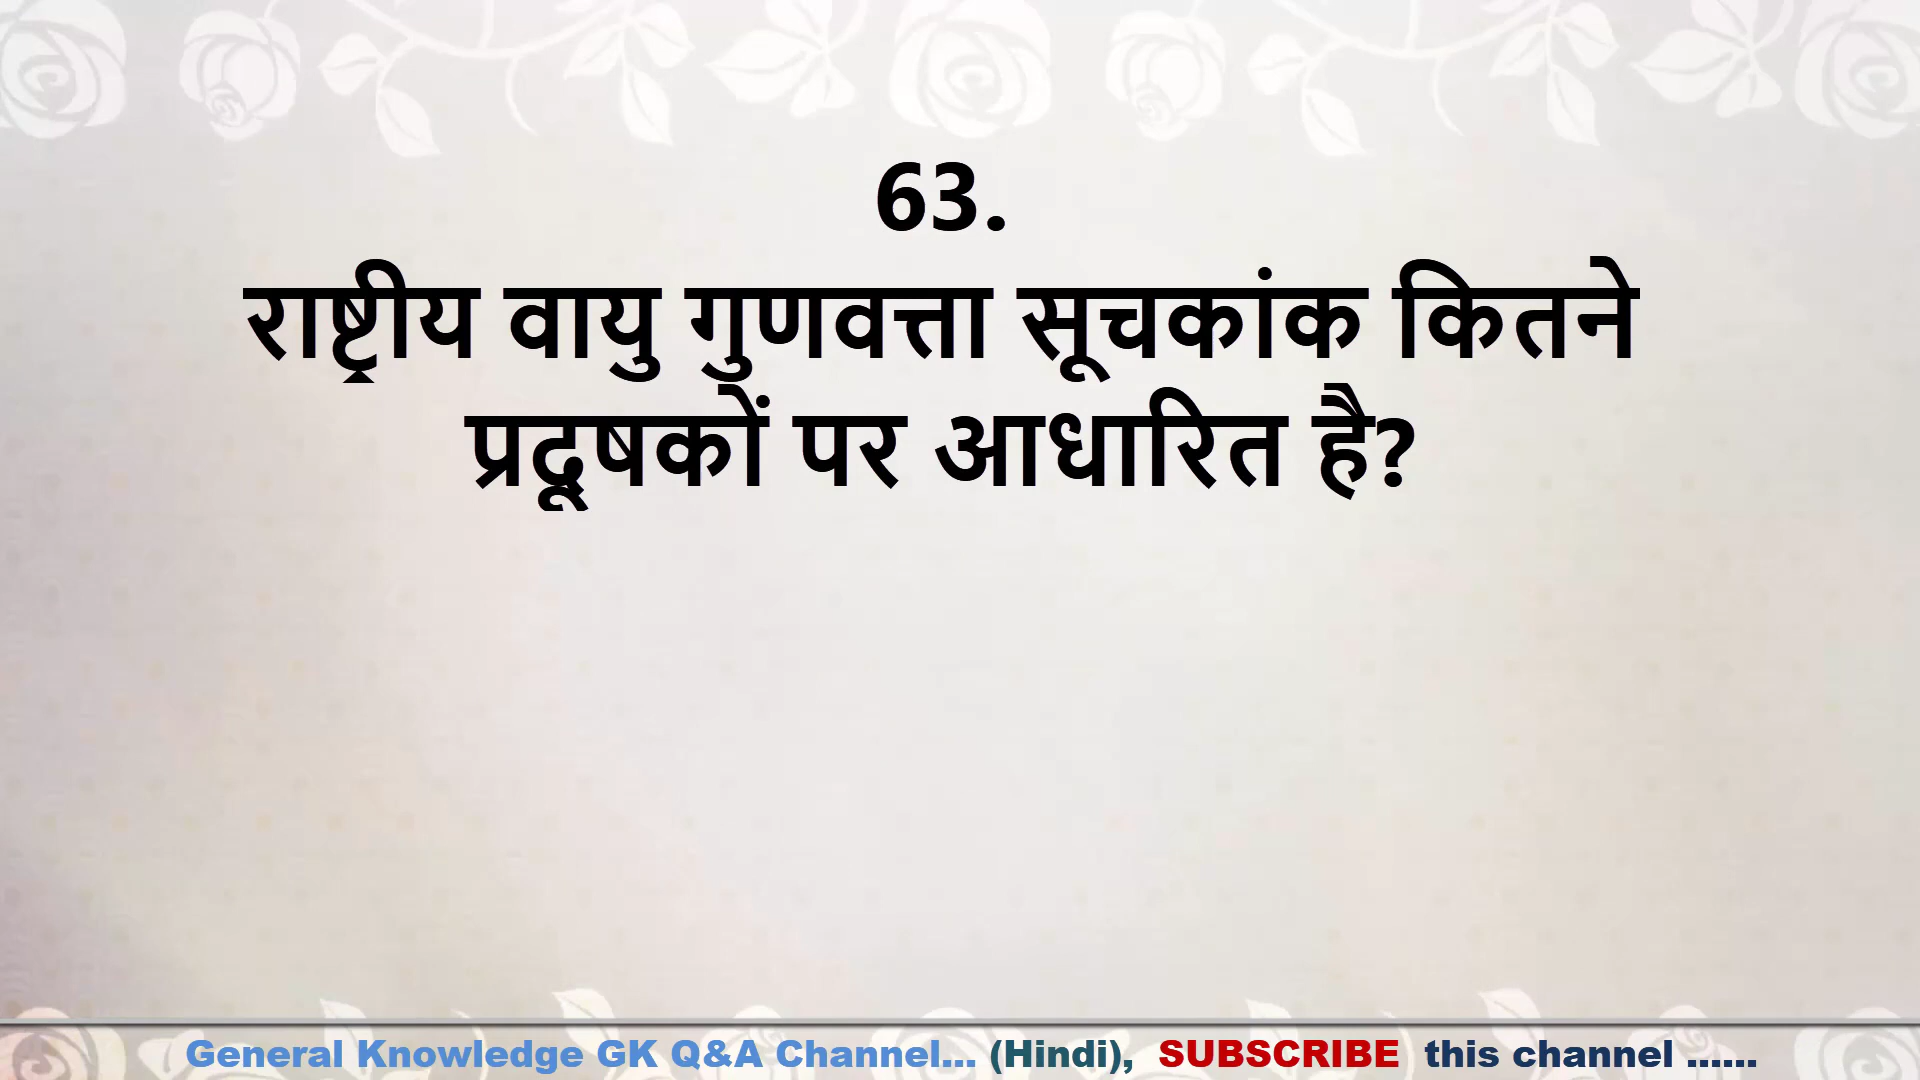 63.
राष्ट्रीय वायु गुणवत्ता सूचकांक कितने
प्रदूषकों पर आधारित है?
General Knowledge GK Q&A Channel... (Hindi), SUBSCRIBE this channel ......